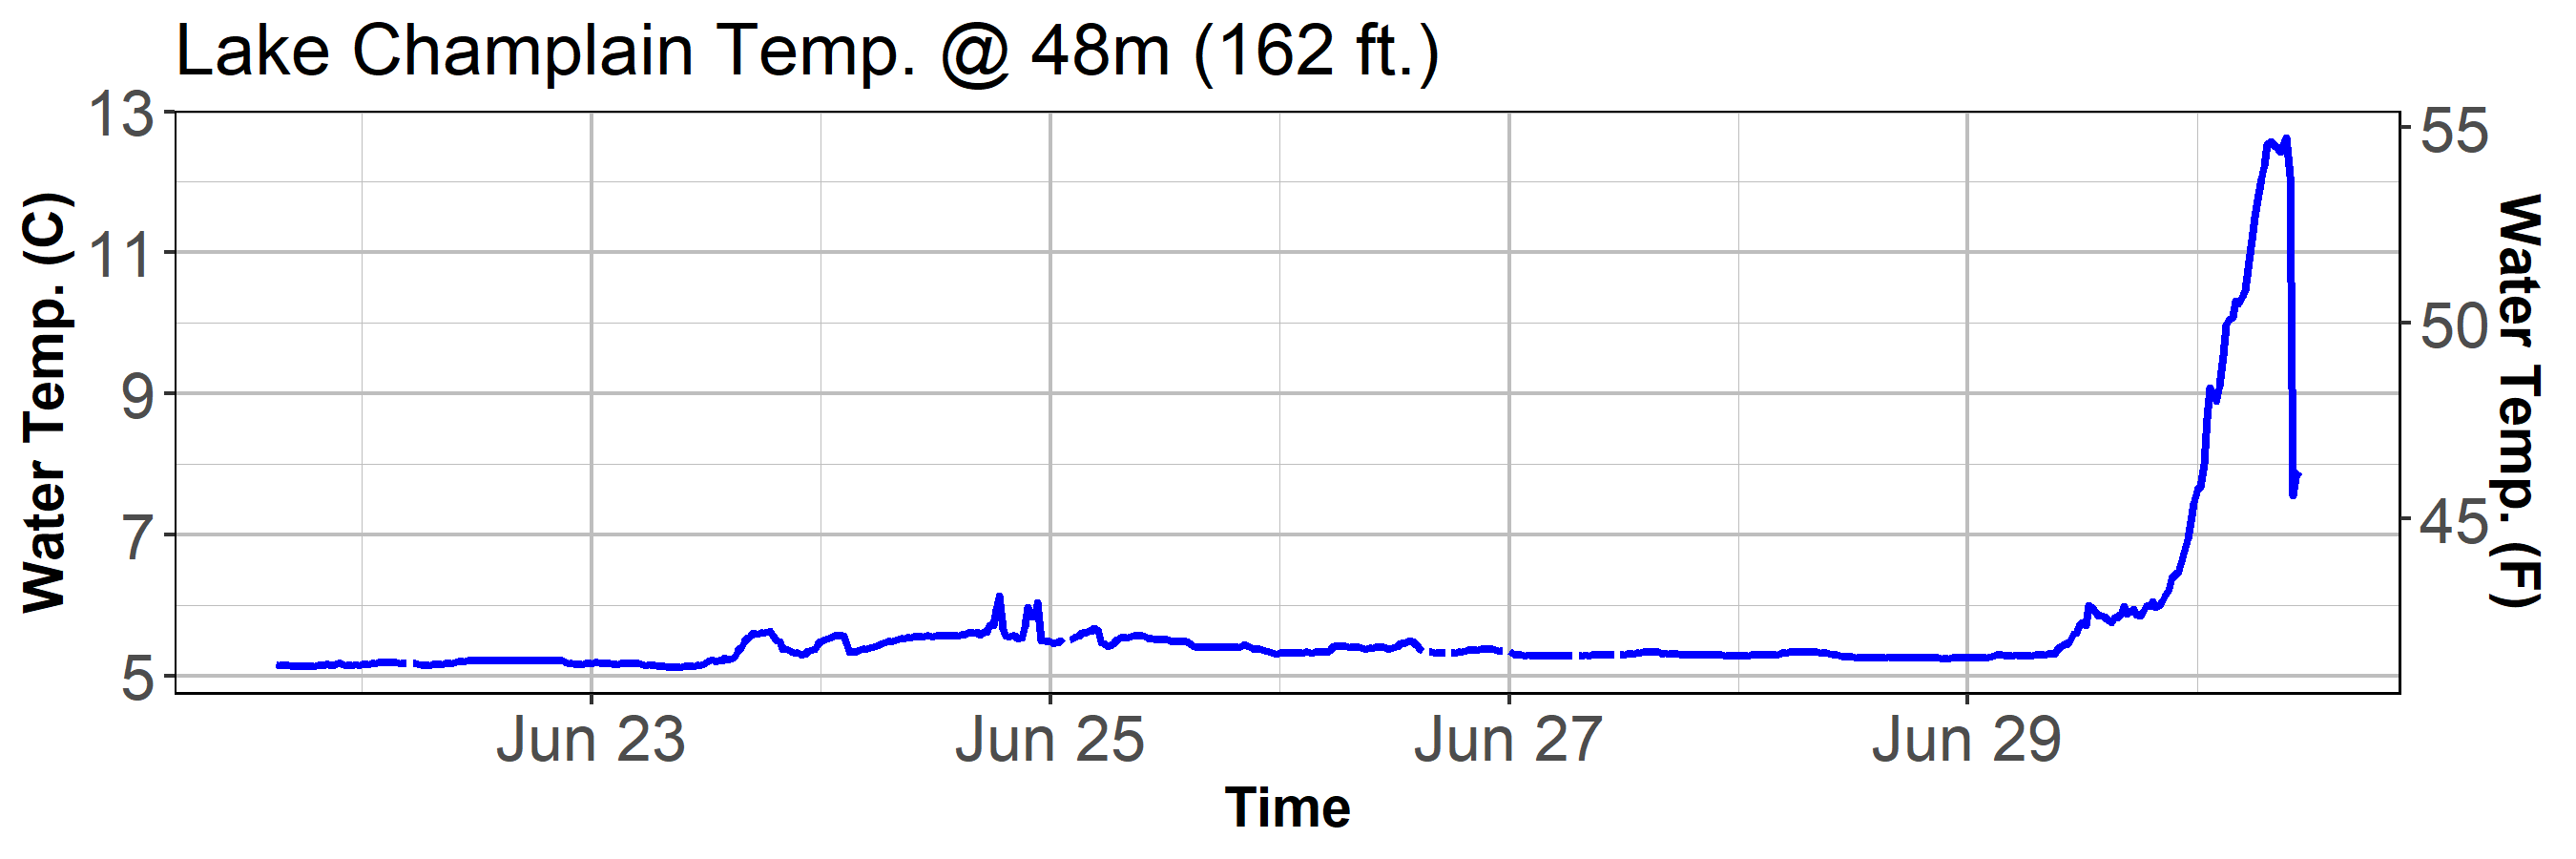 Lake Champlain Temp. @ 48m (162 ft.)
Water Temp. (C)
13
11
9
7
5
55
50
45
Water Temp. (F)
Jun 23
Jun 25
Jun 27
Jun 29
Time